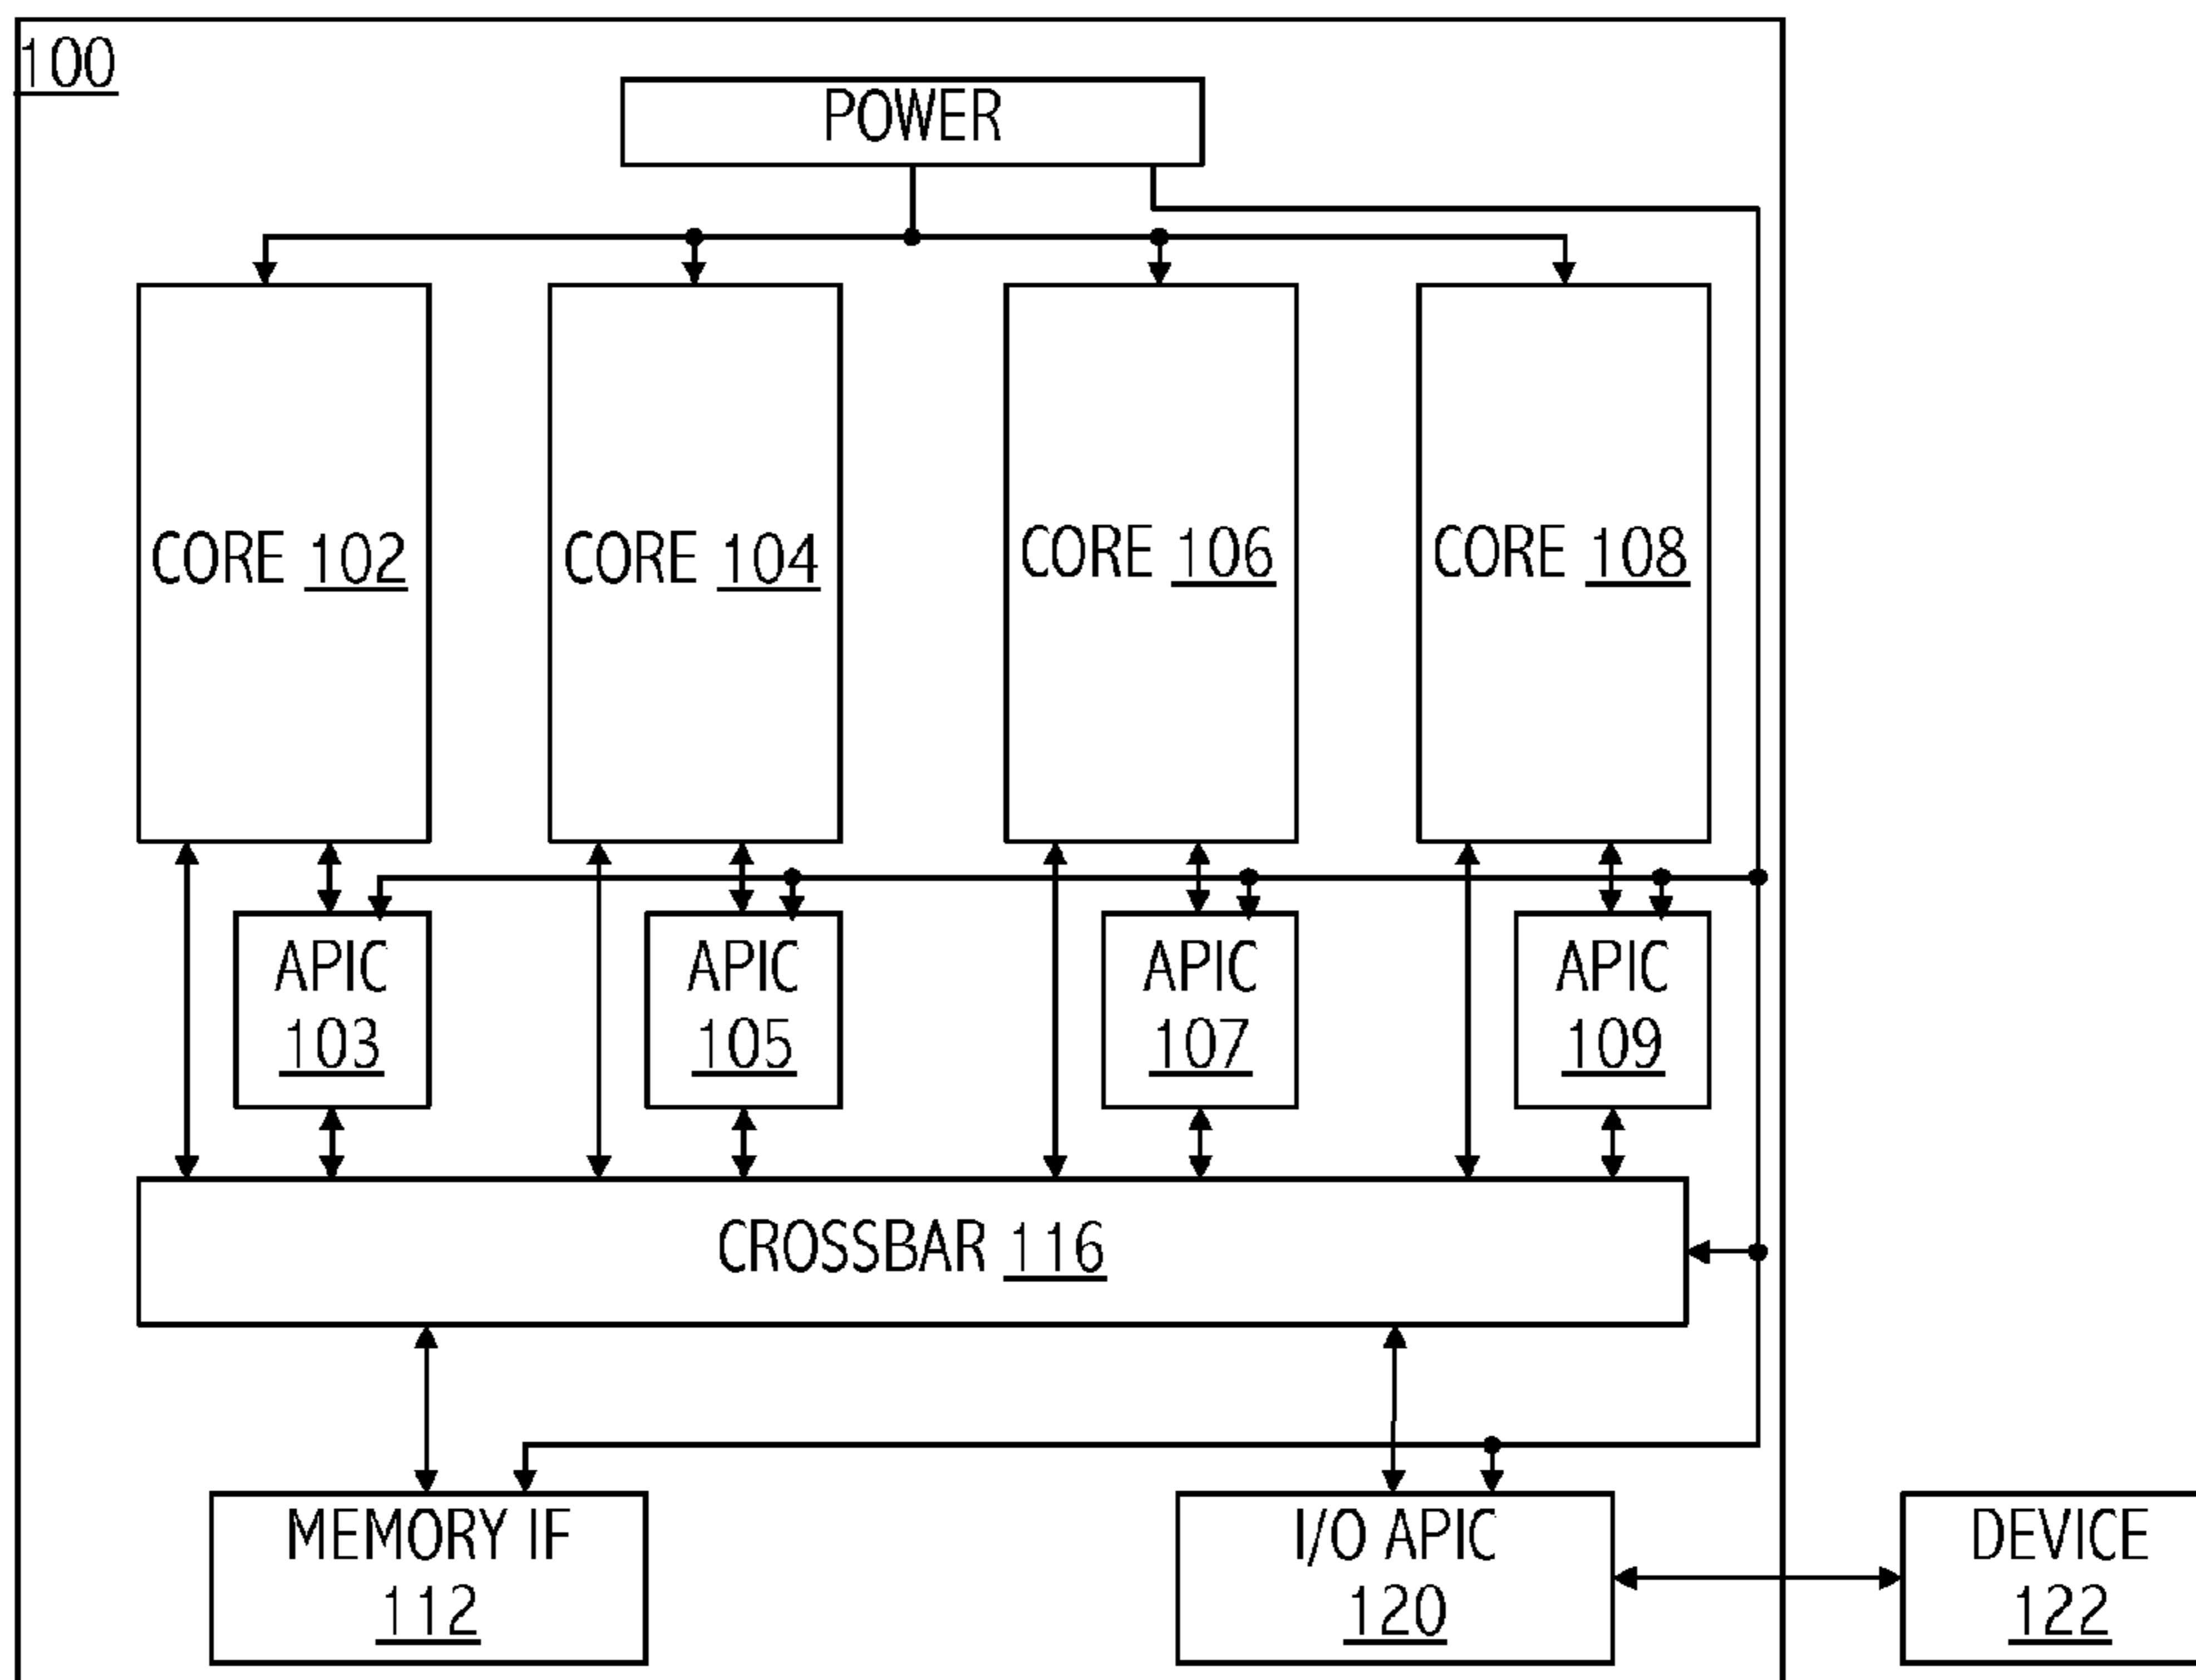 100
POWER
CORE 102
CORE 104
CORE 106
CORE 108
APIC
103
APIC
105
APIC
107
APIC
109
CROSSBAR 116
MEMORY IF
112
I/O APIC
120
DEVICE
122